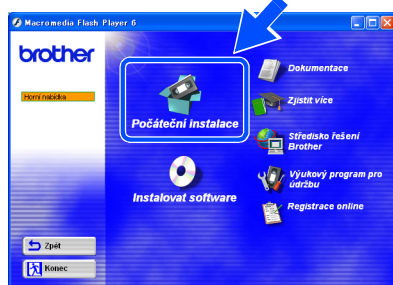 Macromedia Flash Player 6
brother
Horní nabídka
Počáteční instalace
Instalovat software
Dokumentace
Zjistit více
Středisko řešení
Brother
Výukový program pro
údržbu
Registrace online
Zpět
Konec